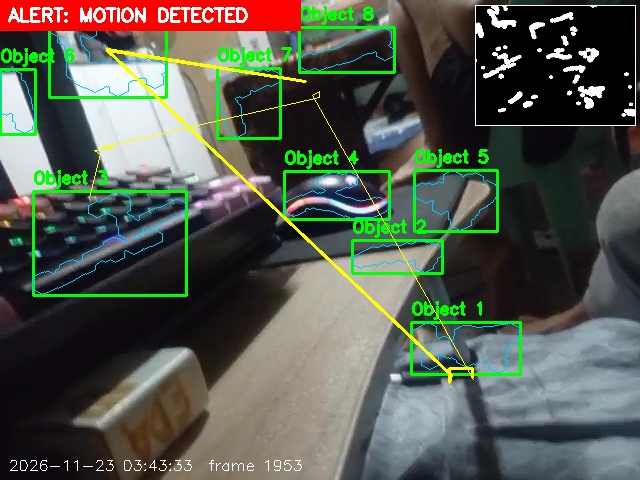 ALERT: MOTION DETECTED
Object 8
Object 7
Object 6
Object 4
Object 5
Object 3
Object 2
Object 1
2026-11-23 03:43:33 frame 1953